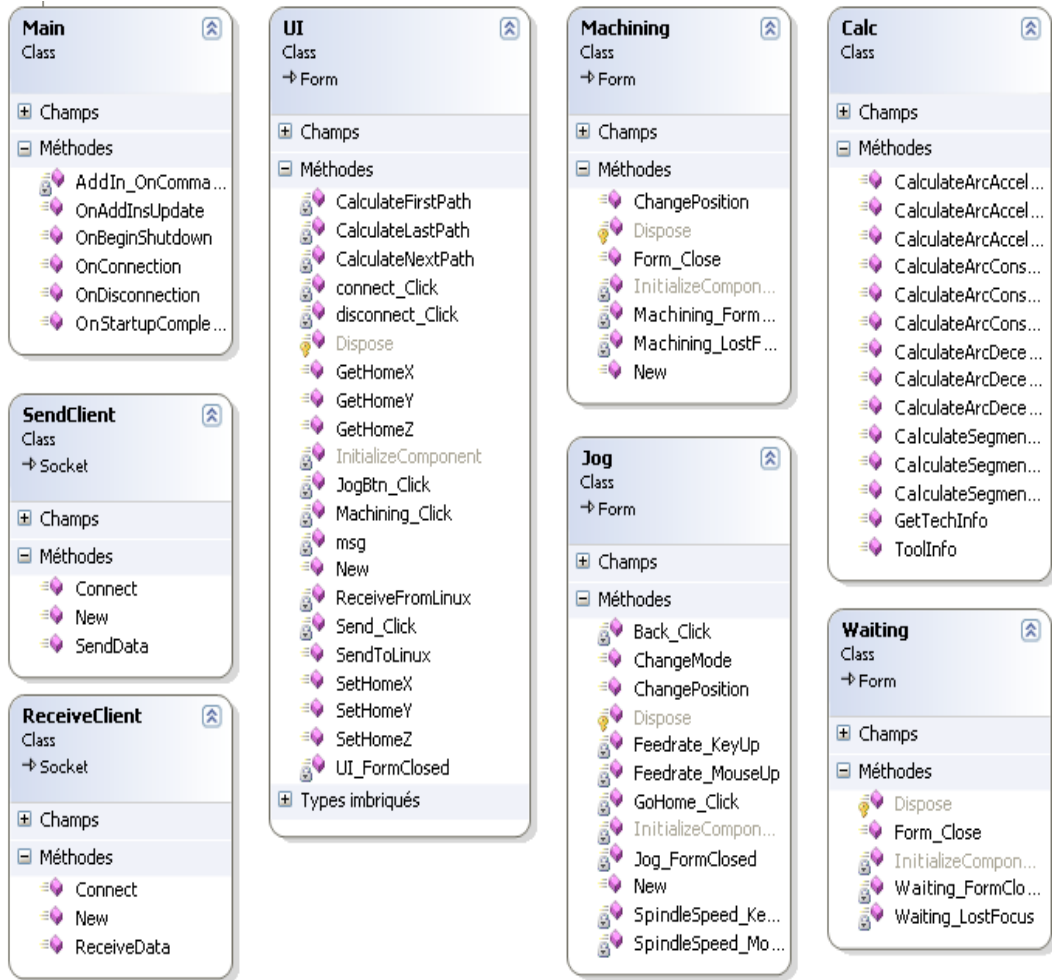 Main
Class
Champs
Méthodes
AddIn_OnComma...
OnAddInsUpdate
OnBeginShutdown
OnConnection
OnDisconnection
OnStartupComple...
SendClient
Class
Socket
Champs
Méthodes
Connect
New
SendData
ReceiveClient
Class
Socket
Champs
Méthodes
Connect
New
ReceiveData
UI
Class
Form
Champs
Méthodes
CalculateFirstPath
CalculateLastPath
CalculateNextPath
connect_Click
disconnect_Click
Dispose
GetHomeX
GetHomeY
GetHomeZ
InitializeComponent
JogBtn_Click
Machining_Click
msg
New
ReceiveFromLinux
Send_Click
SendToLinux
SetHomeX
SetHomeY
SetHomeZ
UI_FormClosed
Types imbriqués
Machining
Class
Form
Champs
Méthodes
ChangePosition
Dispose
Form_Close
InitializeCompon...
Machining_Form...
Machining_LostF...
New
Jog
Class
Form
Champs
Méthodes
Back_Click
ChangeMode
ChangePosition
Dispose
Feedrate_KeyUp
Feedrate_MouseUp
GoHome_Click
InitializeCompon...
Jog_FormClosed
New
SpindleSpeed_Ke...
SpindleSpeed_Mo...
Calc
Class
Champs
Méthodes
CalculateArcAccel...
CalculateArcAccel...
CalculateArcAccel...
CalculateArcCons...
CalculateArcCons...
CalculateArcCons...
CalculateArcDece...
CalculateArcDece...
CalculateArcDece...
CalculateSegmen...
CalculateSegmen...
CalculateSegmen...
GetTechInfo
ToolInfo
Waiting
Class
Form
Champs
Méthodes
Dispose
Form_Close
InitializeCompon...
Waiting_FormClo...
Waiting_LostFocus